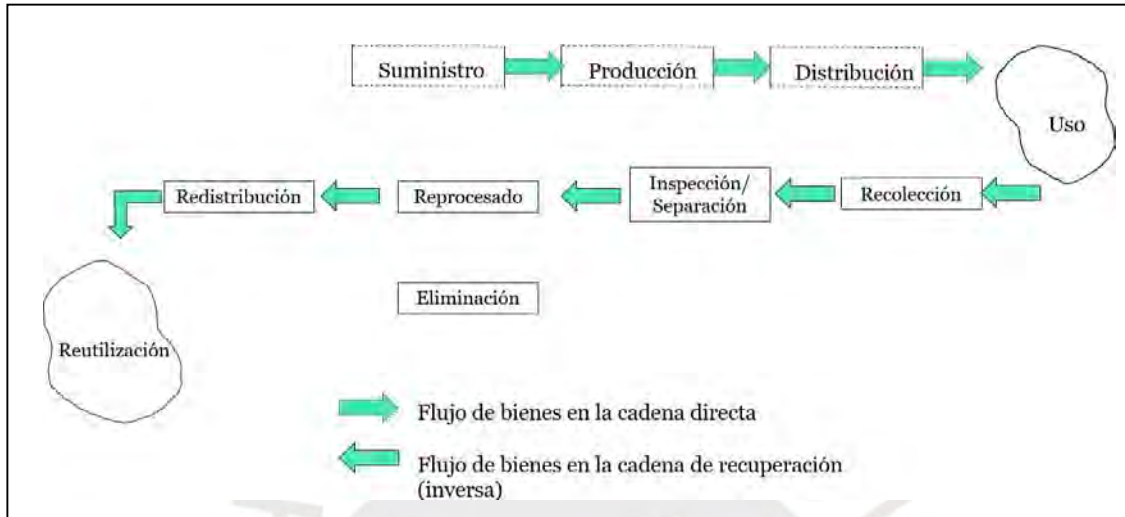 Suministro
Producción
Distribución
Uso
Redistribución
Reprocesado
Inspección/
Separación
Recolección
Eliminación
Reutilización
Flujo de bienes en la cadena directa
Flujo de bienes en la cadena de recuperación
(inversa)